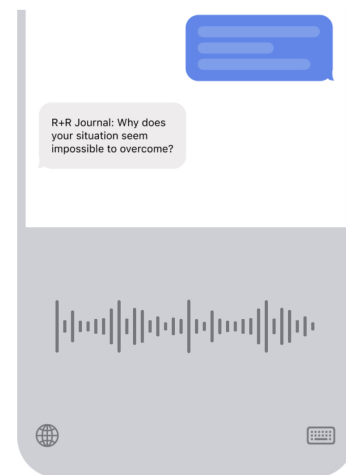 R+R Journal: Why does
your situation seem
impossible to overcome?